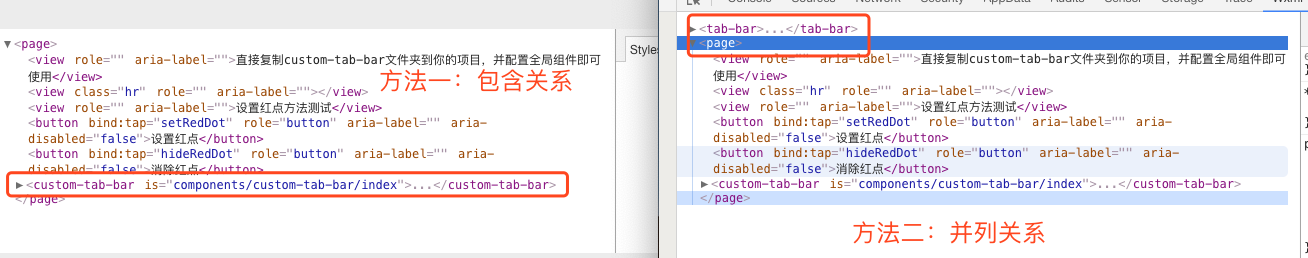 Styles
▼<page>
<view role="" aria-label="">直接复制custom-tab-bar文件夹到你的项目，并配置全局组件即可
使用</view>
方法一：包含关系
<view class="hr" role="" aria-label=""></view>
<view role="" aria-label="">设置红点方法测试</view>
<button bind:tap="setRedDot" role="button" aria-label="" aria-
disabled="false">设置红点</button>
<button bind:tap="hideRedDot" role="button" aria-label="" aria-
disabled="false">消除红点</button>
▶<custom-tab-bar is="components/custom-tab-bar/index">...</custom-tab-bar>
</page>
▶<tab-bar>...</tab-bar>
▼<page>
<view role="" aria-label="">直接复制custom-tab-bar文件夹到你的项目，并配置全局组件即可
使用</view>
<view class="hr" role="" aria-label=""></view>
<view role="" aria-label="">设置红点方法测试</view>
<button bind:tap="setRedDot" role="button" aria-label="" aria-
disabled="false">设置红点</button>
<button bind:tap="hideRedDot" role="button" aria-label="" aria-
disabled="false">消除红点</button>
▶<custom-tab-bar is="components/custom-tab-bar/index">...</custom-tab-bar>
</page>
方法二：并列关系